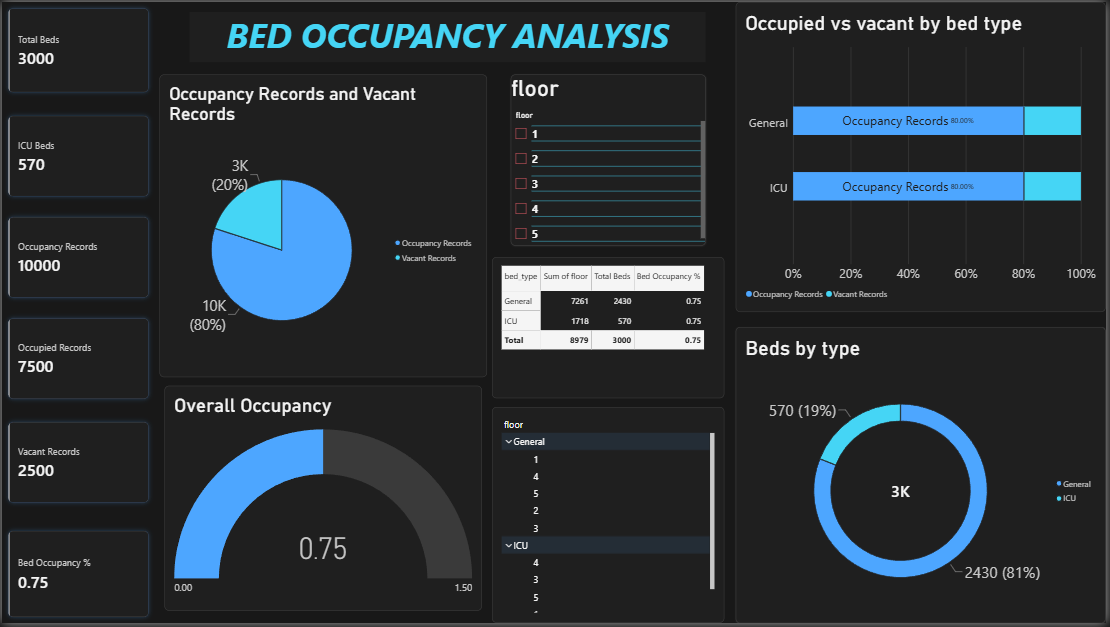 BED OCCUPANCY ANALYSIS
Total Beds
3000
ICU Beds
570
Occupancy Records
10000
Occupied Records
7500
Vacant Records
2500
Bed Occupancy %
0.75
Occupancy Records and Vacant
Records
3K
(20%)
10K
(80%)
Occupancy Records
Vacant Records
Overall Occupancy
0.75
0.00
1.50
floor
floor
1
2
3
4
5
bed_type Sum of floor Total Beds Bed Occupancy %
General 7261 2430 0.75
ICU 1718 570 0.75
Total 8979 3000 0.75
floor
General
1
4
5
2
3
ICU
4
3
5
Occupied vs vacant by bed type
General Occupancy Records 80.00%
ICU Occupancy Records 80.00%
0% 20% 40% 60% 80% 100%
Occupancy Records Vacant Records
Beds by type
570 (19%)
3K
General
ICU
2430 (81%)